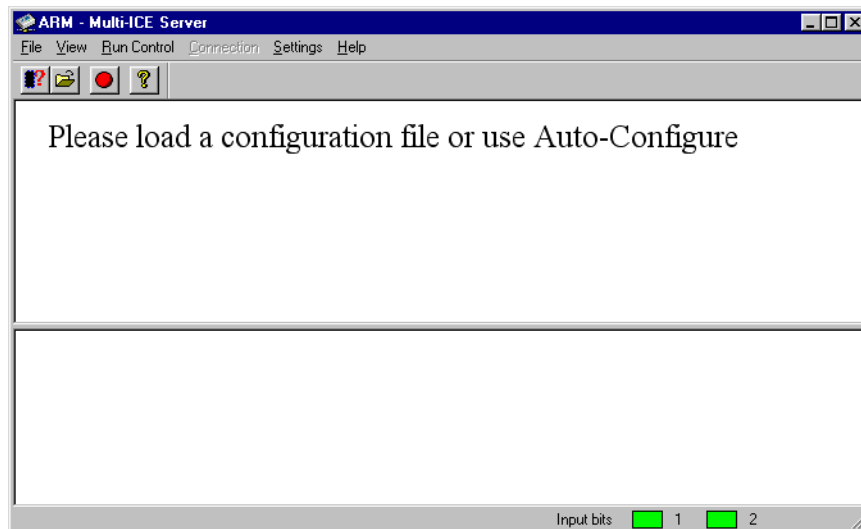 ARM - Multi-ICE Server
File View Run Control Connection Settings Help
Please load a configuration file or use Auto-Configure
Input bits 1 2